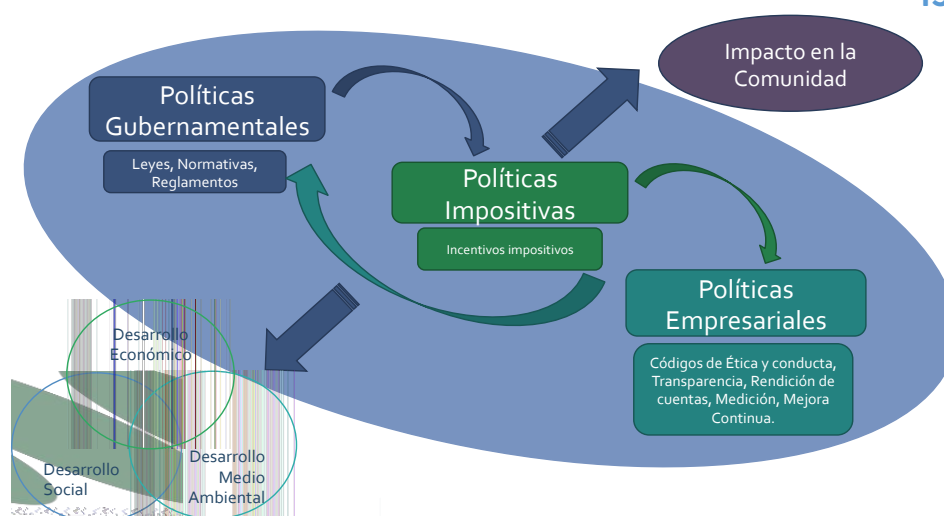 Impacto en la
Comunidad
Políticas
Gubernamentales
Leyes, Normativas,
Reglamentos
Políticas
Impositivas
Incentivos impositivos
Políticas
Empresariales
Códigos de Ética y conducta,
Transparencia, Rendición de
cuentas, Medición, Mejora
Continua.
Desarrollo
Económico
Desarrollo
Social
Desarrollo
Medio
Ambiental